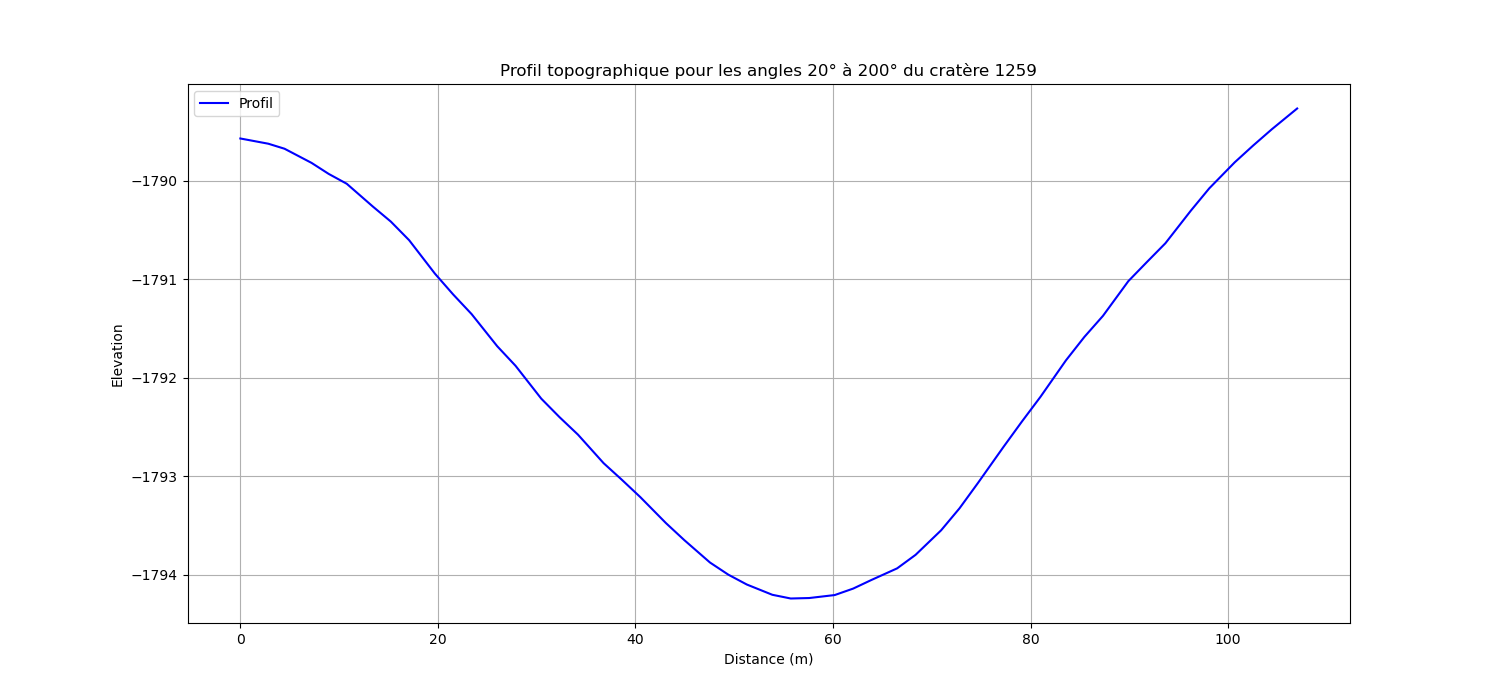 Profil topographique pour les angles 20° à 200° du cratère 1259
Profil
−1790
−1791
−1792
−1793
−1794
Elevation
0 20 40 60 80 100
Distance (m)